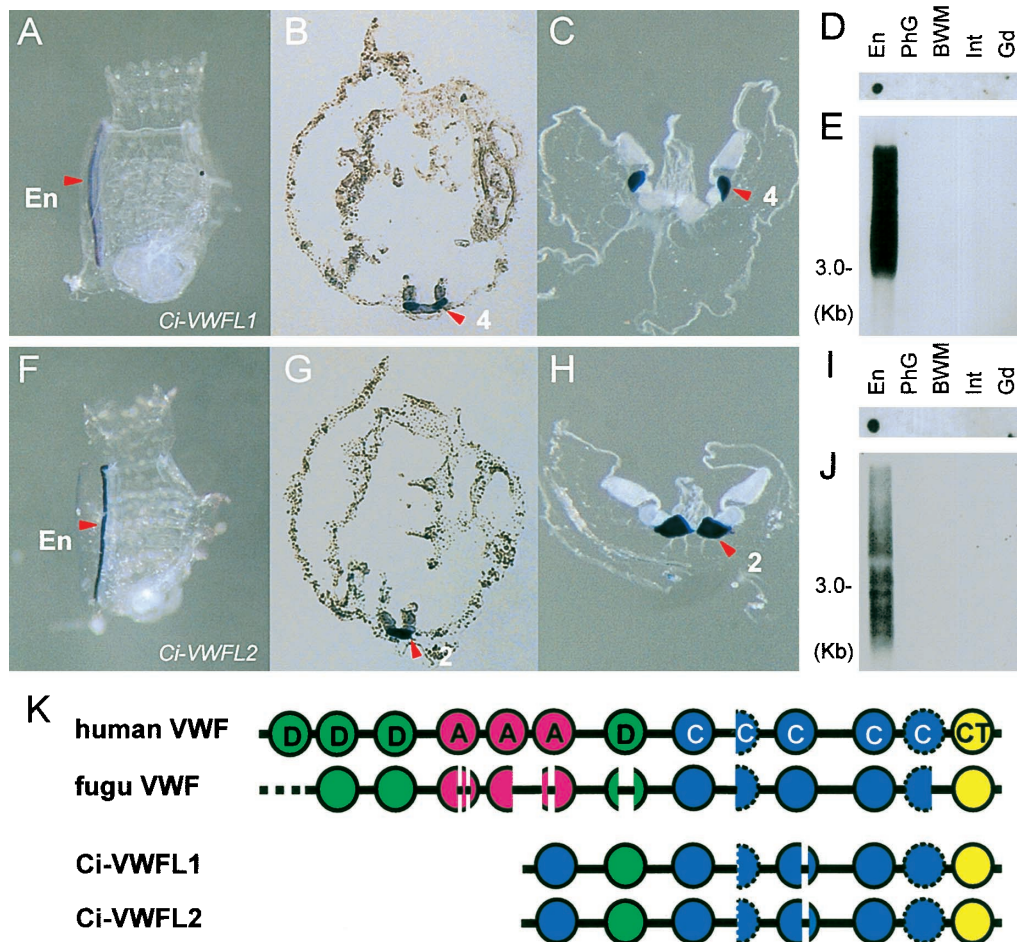 A
En
Ci-VWFL1
B
4
C
4
D
En PhG BWM Int Gd
E
3.0-
(Kb)
F
En
Ci-VWFL2
G
2
H
2
I
En PhG BWM Int Gd
J
3.0-
(Kb)
K
human VWF D D D A A A D C C C C C CT
fugu VWF
Ci-VWFL1
Ci-VWFL2